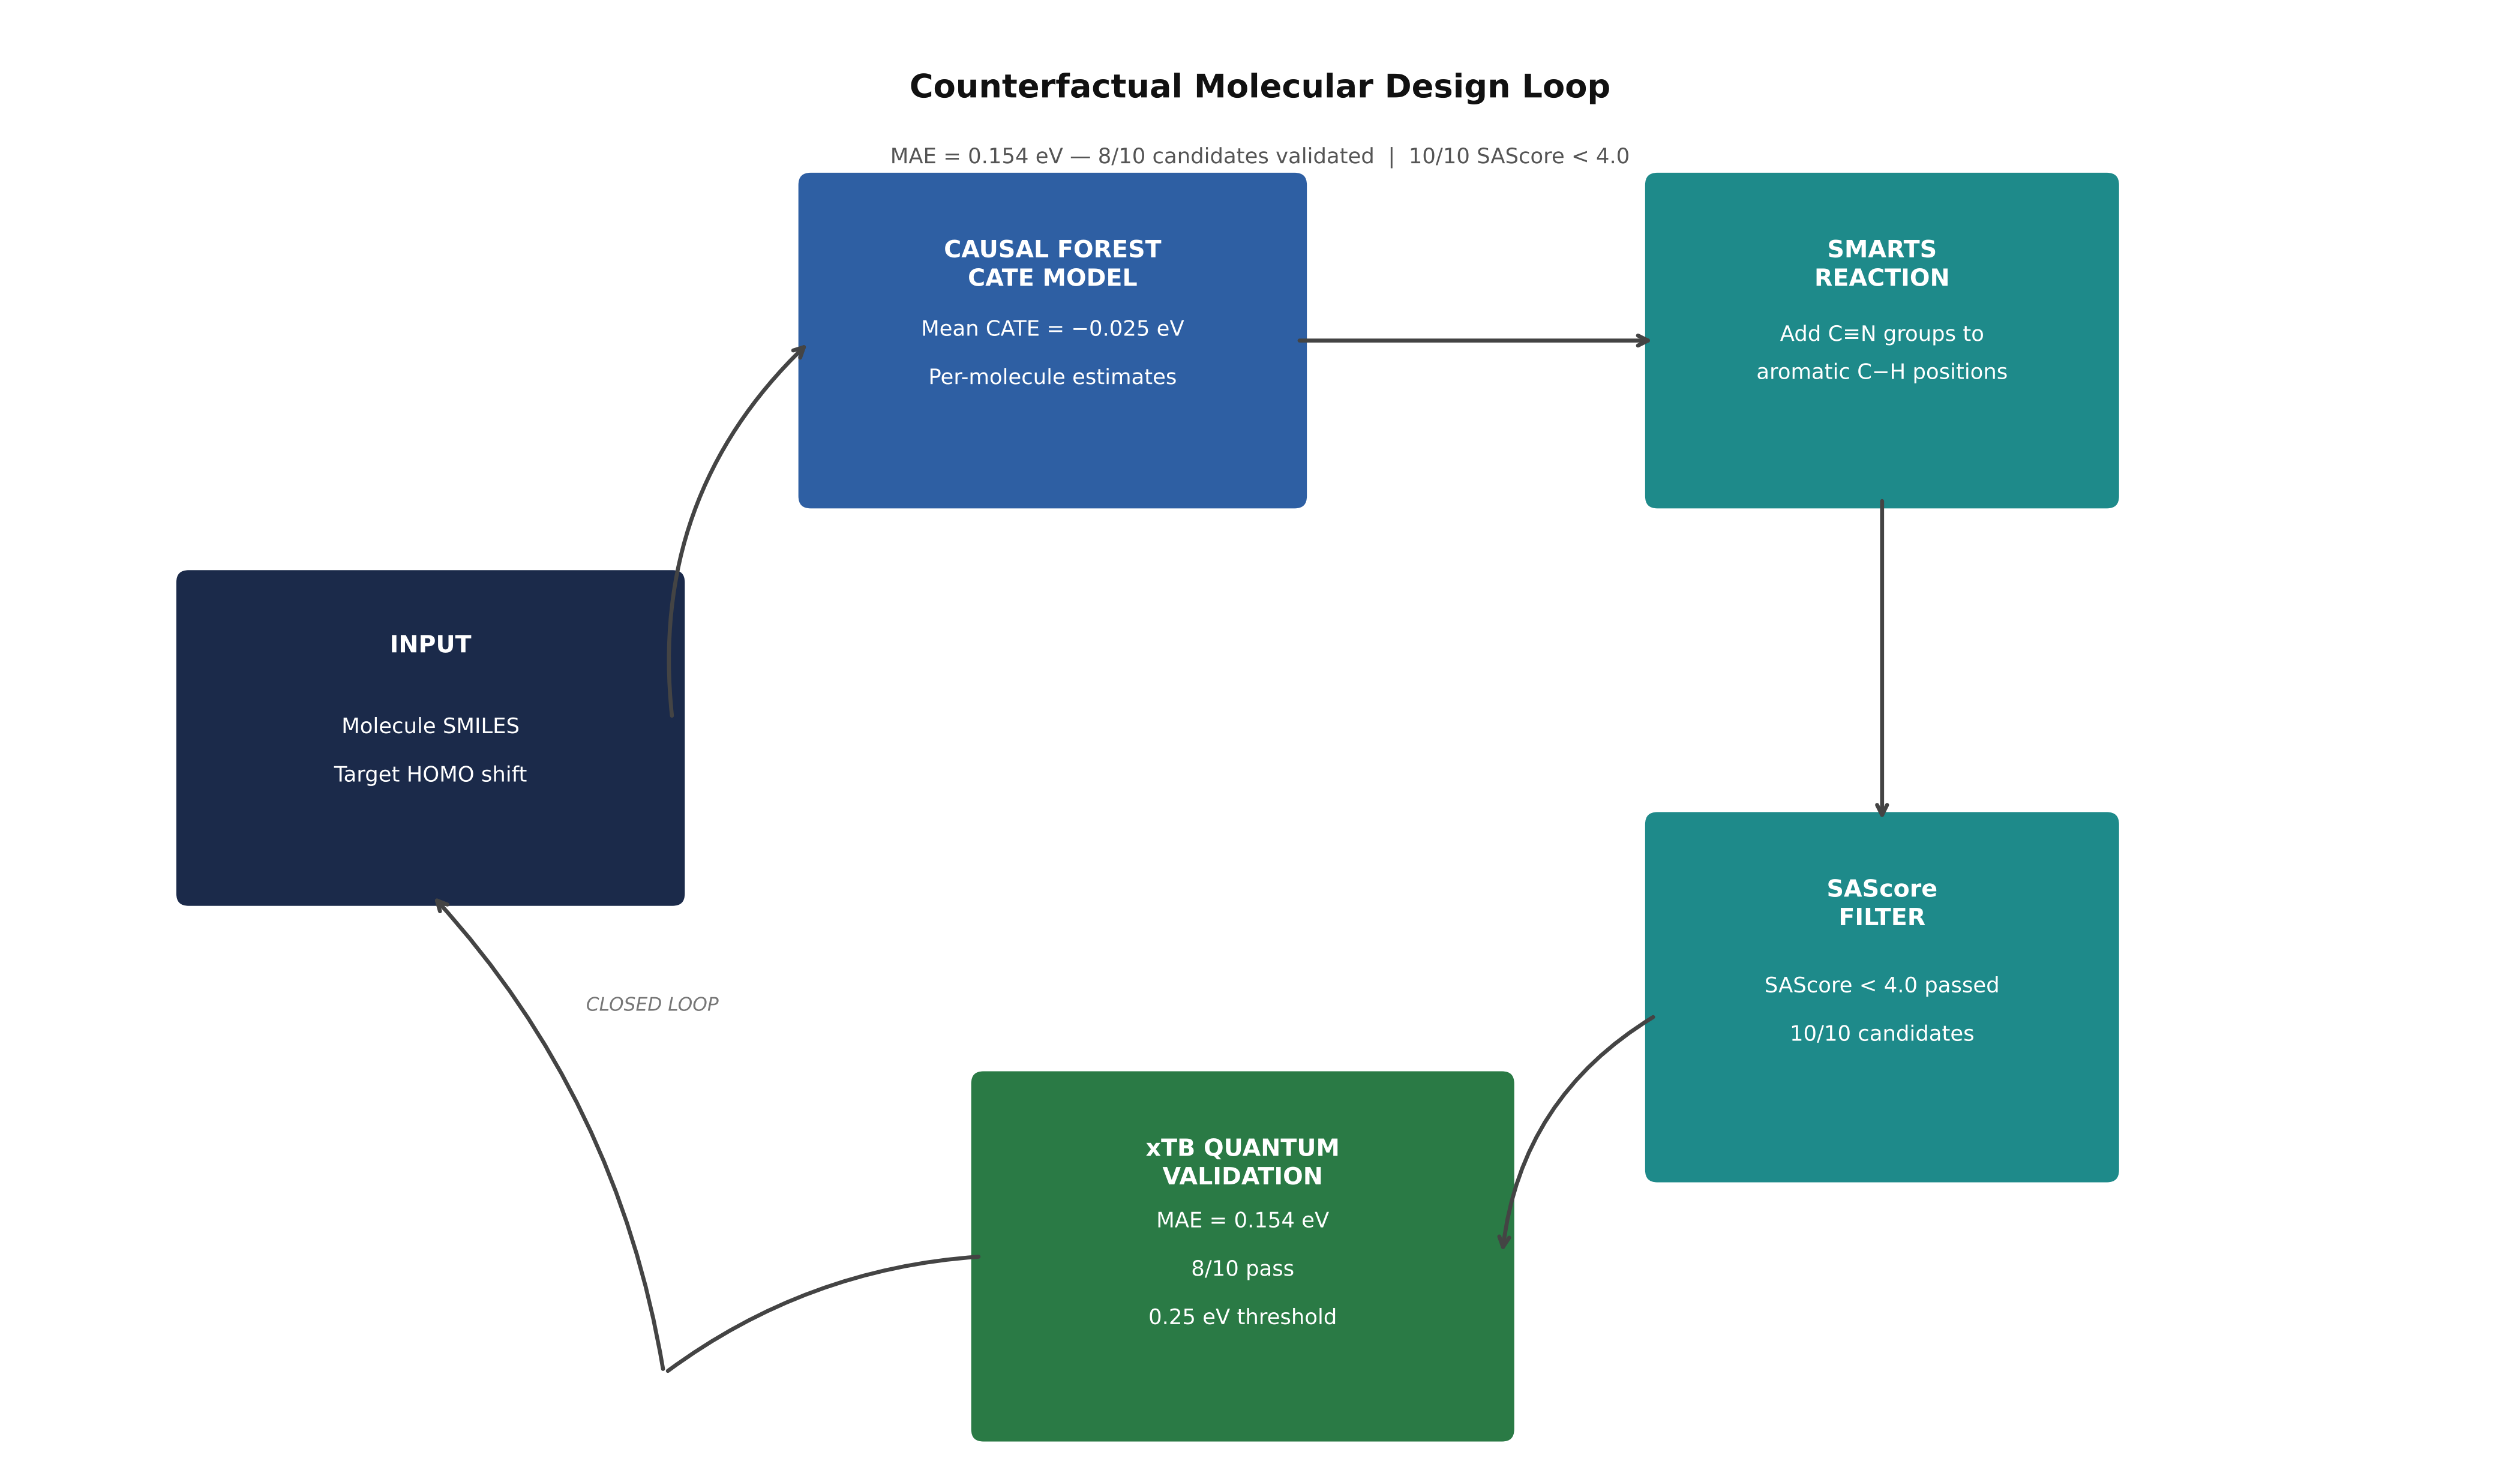 Counterfactual Molecular Design Loop
MAE = 0.154 eV — 8/10 candidates validated | 10/10 SAScore < 4.0
CAUSAL FOREST
CATE MODEL
Mean CATE = −0.025 eV
Per-molecule estimates
SMARTS
REACTION
Add C≡N groups to
aromatic C−H positions
INPUT
Molecule SMILES
Target HOMO shift
SAScore
FILTER
SAScore < 4.0 passed
10/10 candidates
CLOSED LOOP
xTB QUANTUM
VALIDATION
MAE = 0.154 eV
8/10 pass
0.25 eV threshold